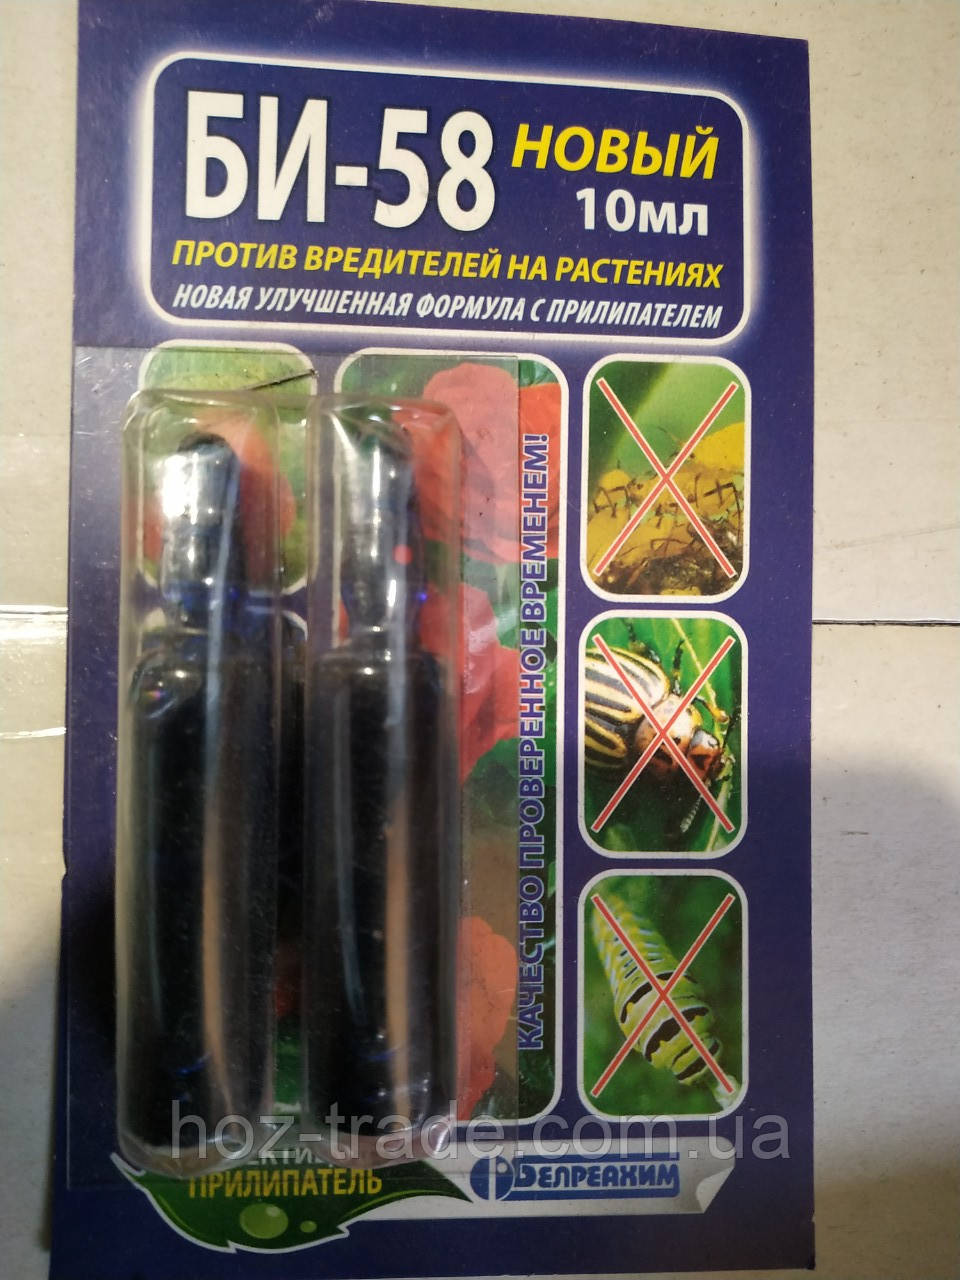 БИ-58
НОВЫЙ
10мл
ПРОТИВ ВРЕДИТЕЛЕЙ НА РАСТЕНИЯХ
НОВАЯ УЛУЧШЕННАЯ ФОРМУЛА С ПРИЛИПАТЕЛЕМ
КАЧЕСТВО ПРОВЕРЕННОЕ ВРЕМЕНЕМ!
ПРИЛИПАТЕЛЬ
БЕЛРЕАХИМ
hoz-trade.com.ua